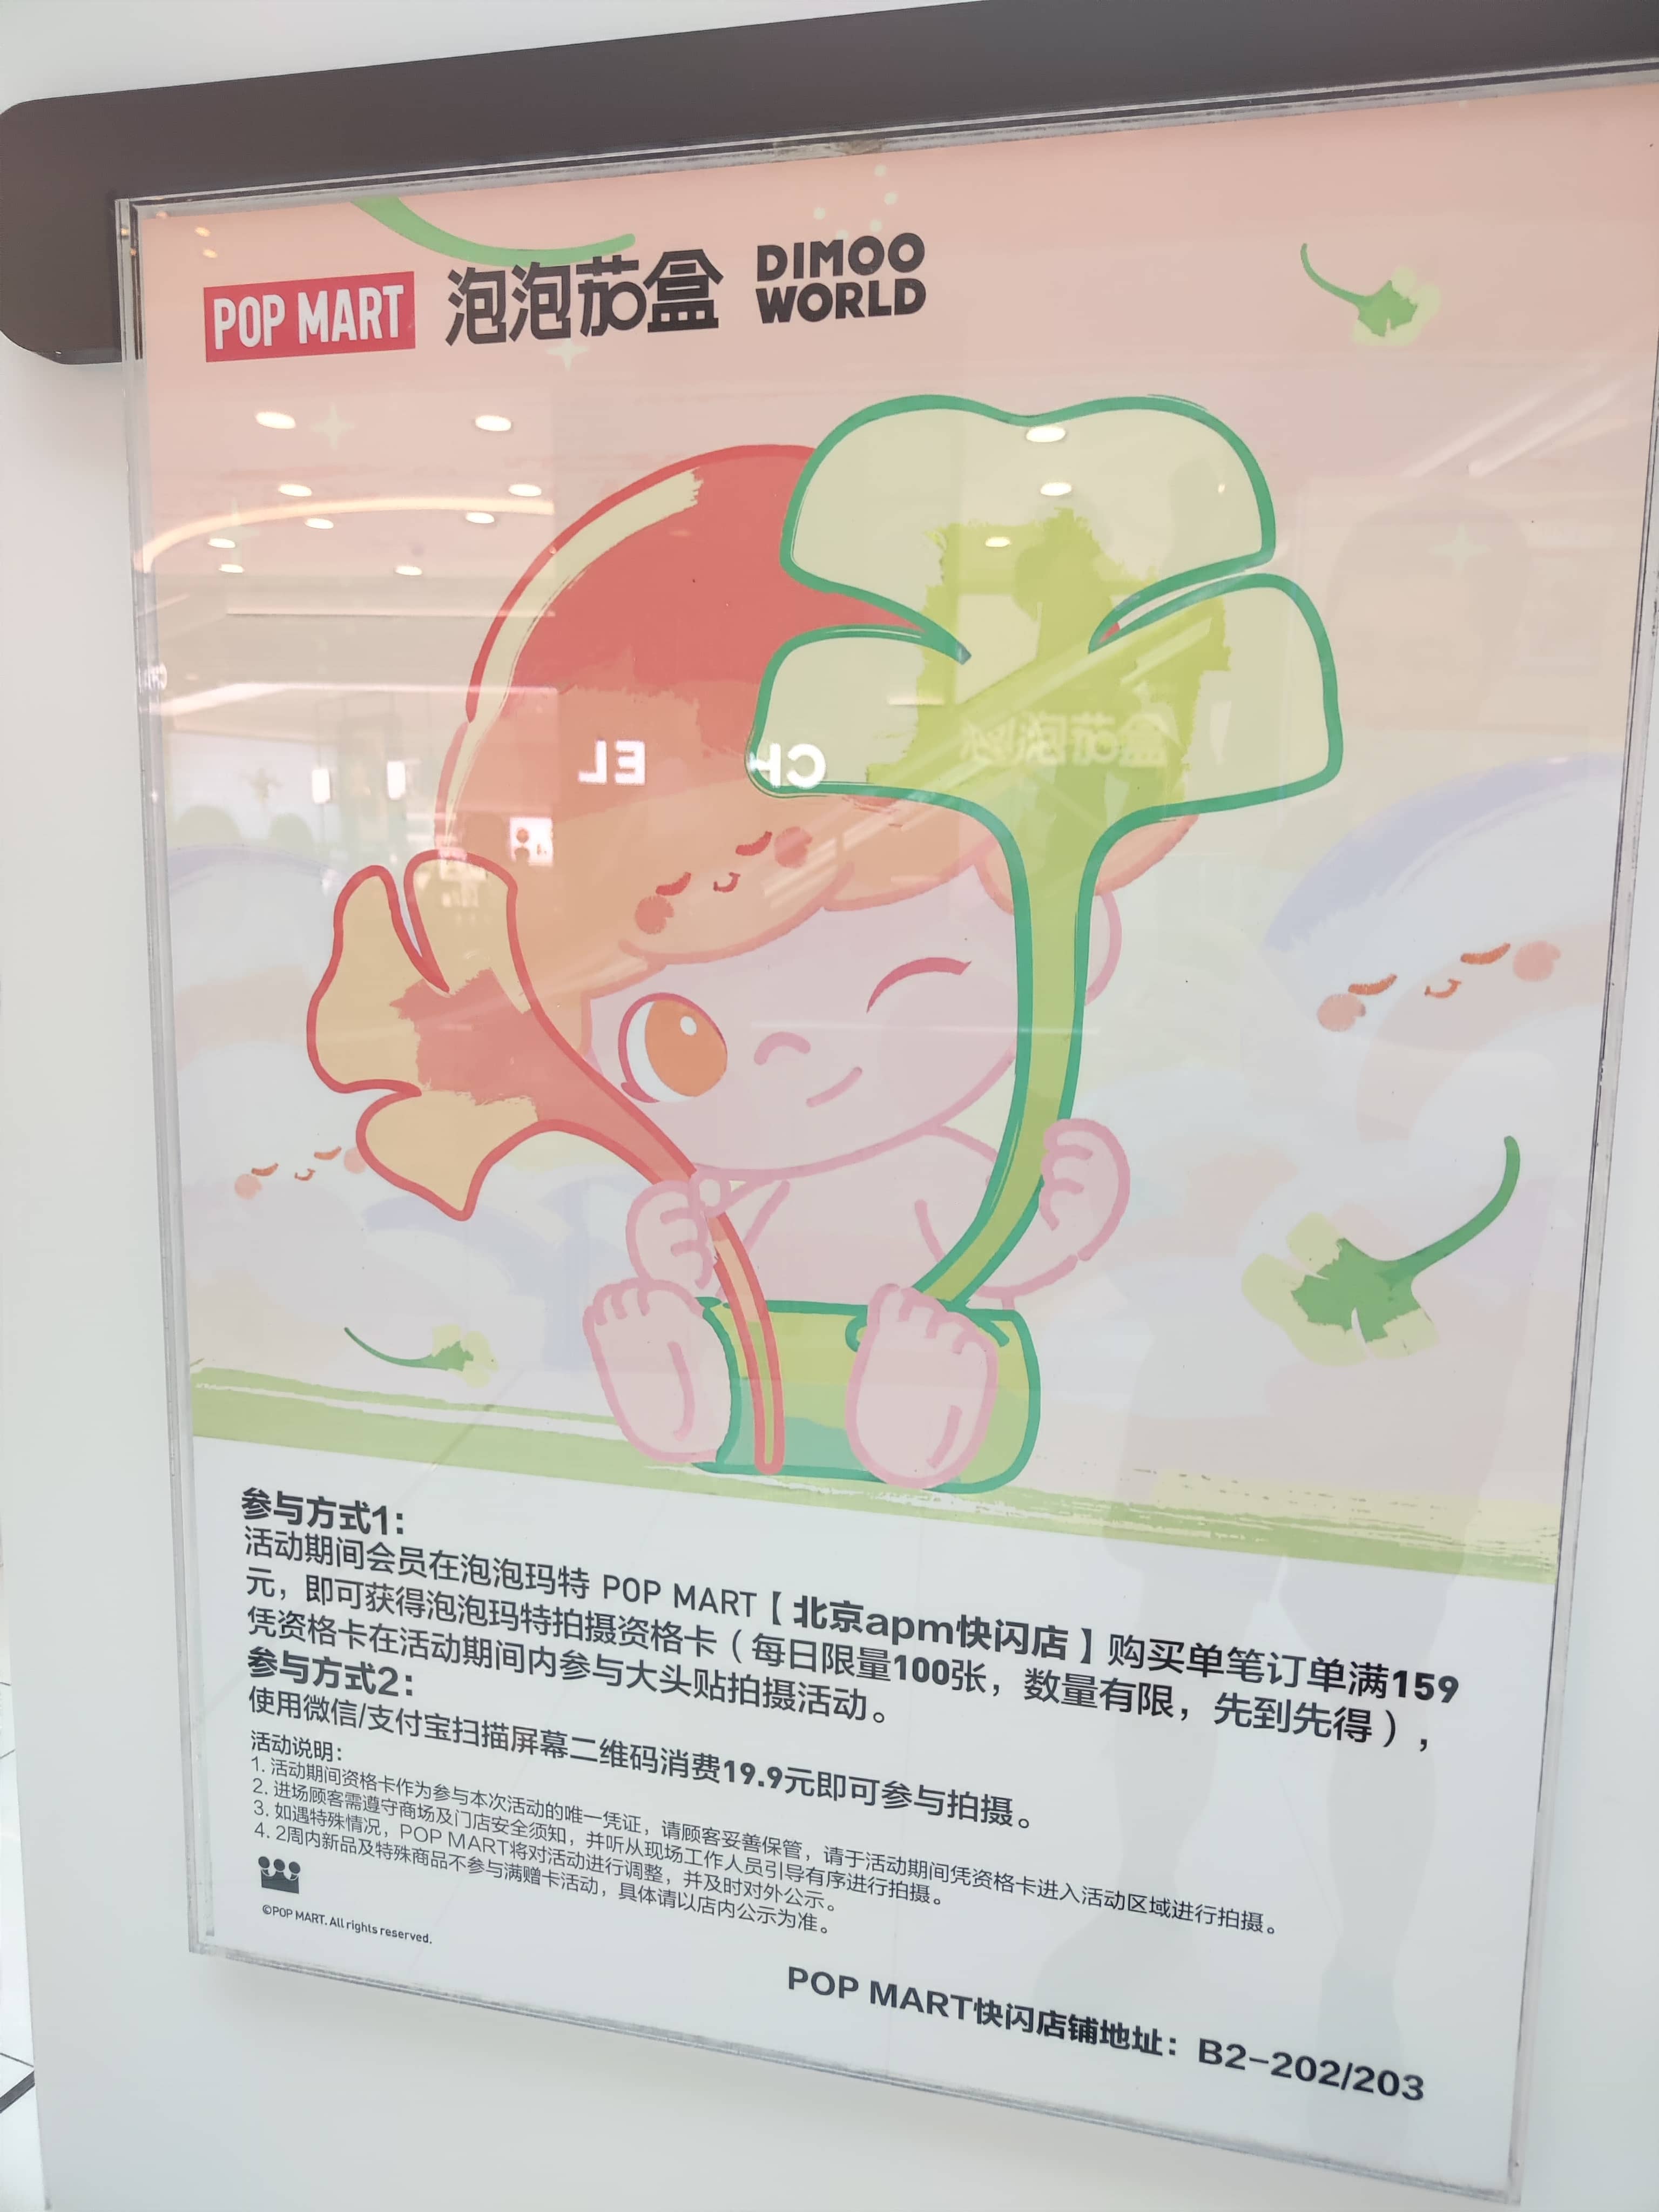 POP MART 泡泡茄盒 DIMOO
WORLD
参与方式1:
活动期间会员在泡泡玛特 POP MART【北京apm快闪店】购买单笔订单满159
元，即可获得泡泡玛特拍摄资格卡（每日限量100张，数量有限，先到先得），
凭资格卡在活动期间内参与大头贴拍摄活动。
参与方式2:
使用微信/支付宝扫描屏幕二维码消费19.9元即可参与拍摄。
活动说明:
1. 活动期间资格卡作为参与本次活动的唯一凭证，请顾客妥善保管，请于活动期间凭资格卡进入活动区域进行拍摄。
2. 进场顾客需遵守商场及门店安全须知，并听从现场工作人员引导有序进行拍摄。
3. 如遇特殊情况，POP MART将对活动进行调整，并及时对外公示。
4. 2周内新品及特殊商品不参与满赠卡活动，具体请以店内公示为准。
©POP MART. All rights reserved.
POP MART快闪店铺地址：B2-202/203